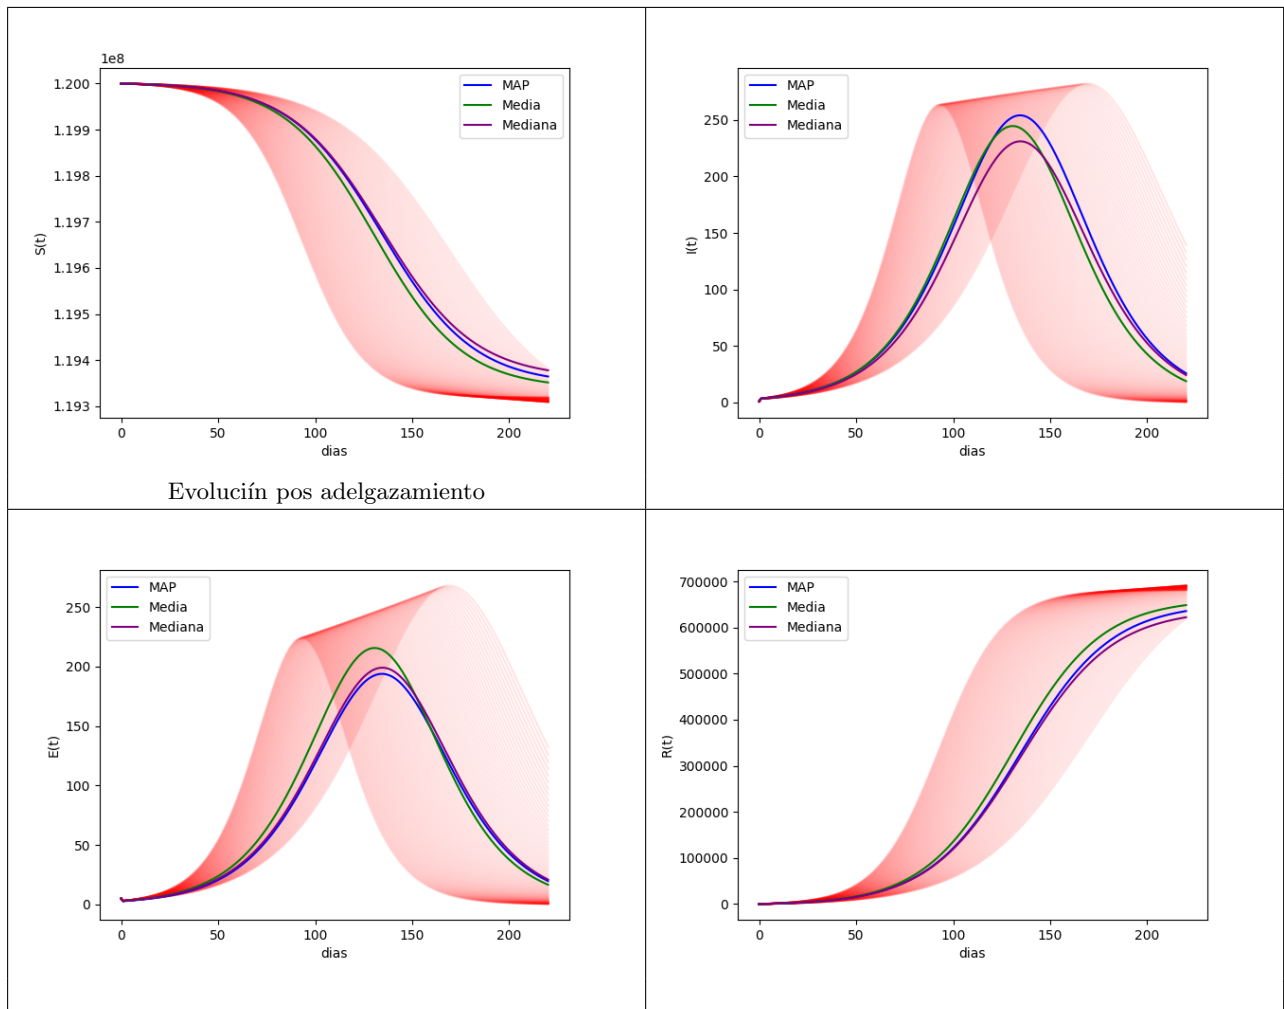 1e8
1.200
1.199
1.198
1.197
1.196
1.195
1.194
1.193
S(t)
0 50 100 150 200
dias
MAP
Media
Mediana
Evoluciín pos adelgazamiento
250
200
150
100
50
0
I(t)
0 50 100 150 200
dias
MAP
Media
Mediana
250
200
150
100
50
0
E(t)
0 50 100 150 200
dias
MAP
Media
Mediana
700000
600000
500000
400000
300000
200000
100000
0
R(t)
0 50 100 150 200
dias
MAP
Media
Mediana